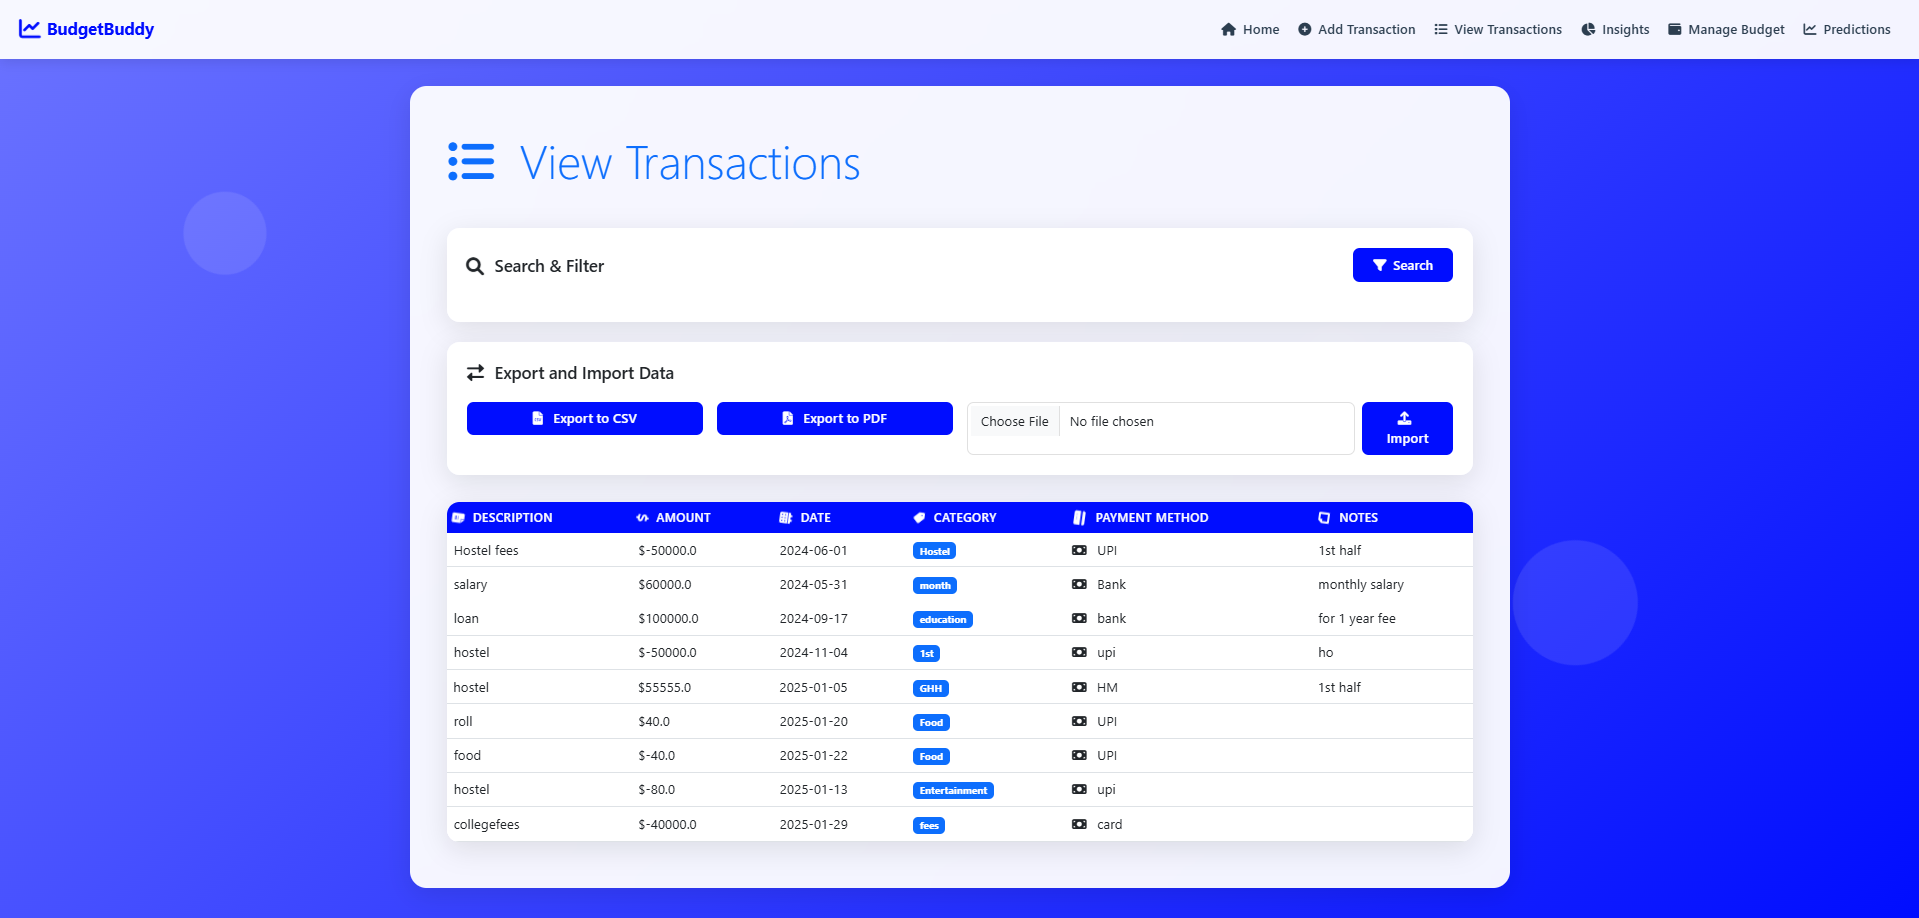 BudgetBuddy
Home Add Transaction View Transactions Insights Manage Budget Predictions
View Transactions
Search & Filter
Search
Export and Import Data
Export to CSV
Export to PDF
Choose File No file chosen
Import
DESCRIPTION AMOUNT DATE CATEGORY PAYMENT METHOD NOTES
Hostel fees $-50000.0 2024-06-01 Hostel UPI 1st half
salary $60000.0 2024-05-31 month Bank monthly salary
loan $100000.0 2024-09-17 education bank for 1 year fee
hostel $-50000.0 2024-11-04 1st upi ho
hostel $55555.0 2025-01-05 GHH HM 1st half
roll $40.0 2025-01-20 Food UPI
food $-40.0 2025-01-22 Food UPI
hostel $-80.0 2025-01-13 Entertainment upi
collegefees $-40000.0 2025-01-29 fees card